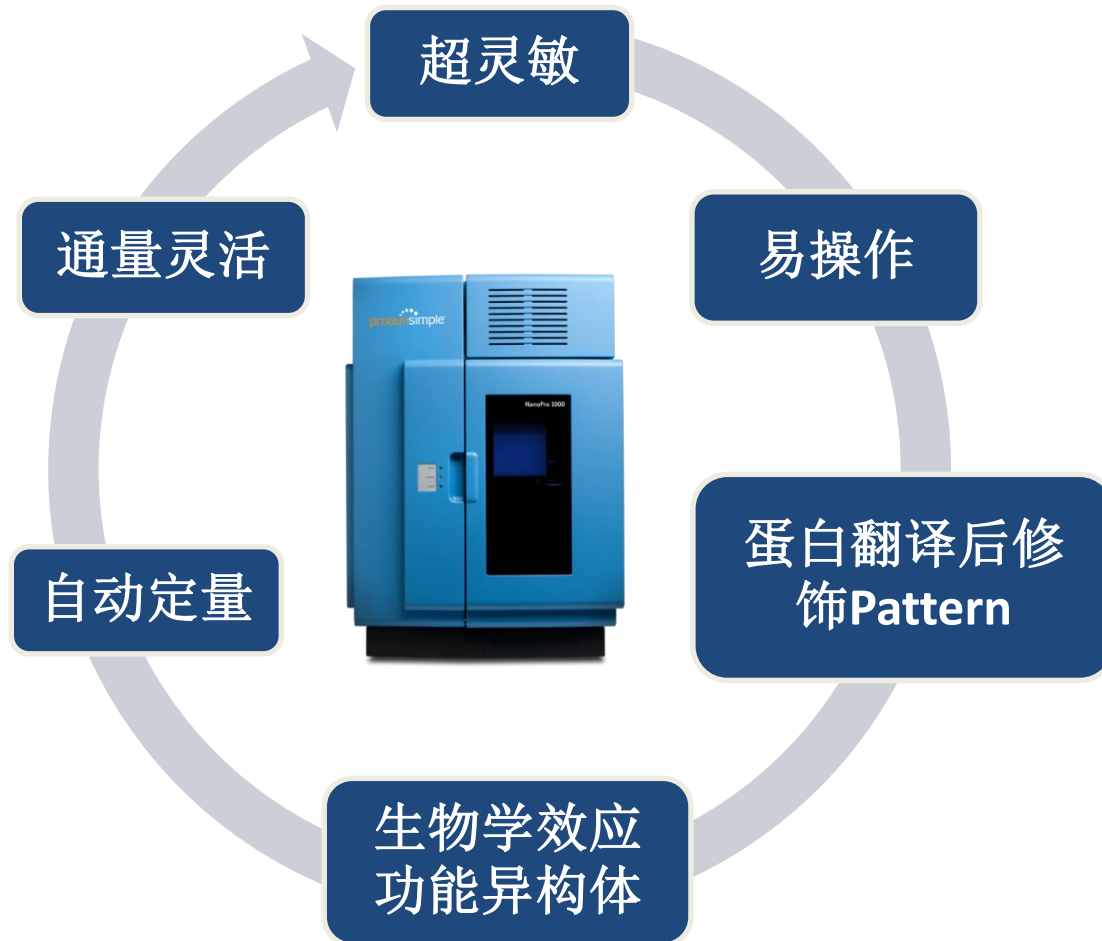 超灵敏
易操作
蛋白翻译后修
饰Pattern
生物学效应
功能异构体
自动定量
通量灵活
proteinsimple
NanoPro 1000